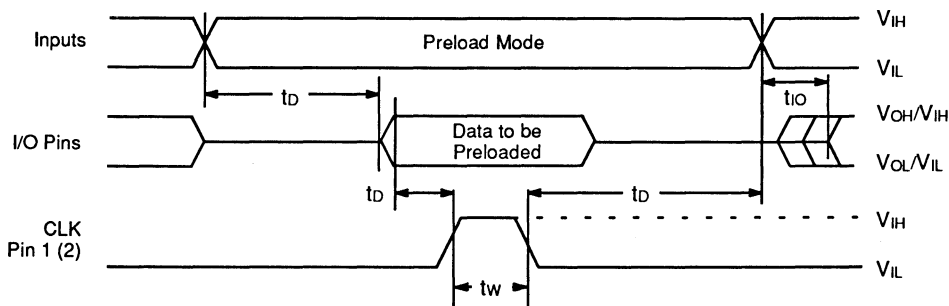 Inputs
Preload Mode
VIH
VIL
tD
tIO
I/O Pins
Data to be
Preloaded
VOH/VIH
VOL/VIL
tD
tD
CLK
Pin 1 (2)
VIH
VIL
tW